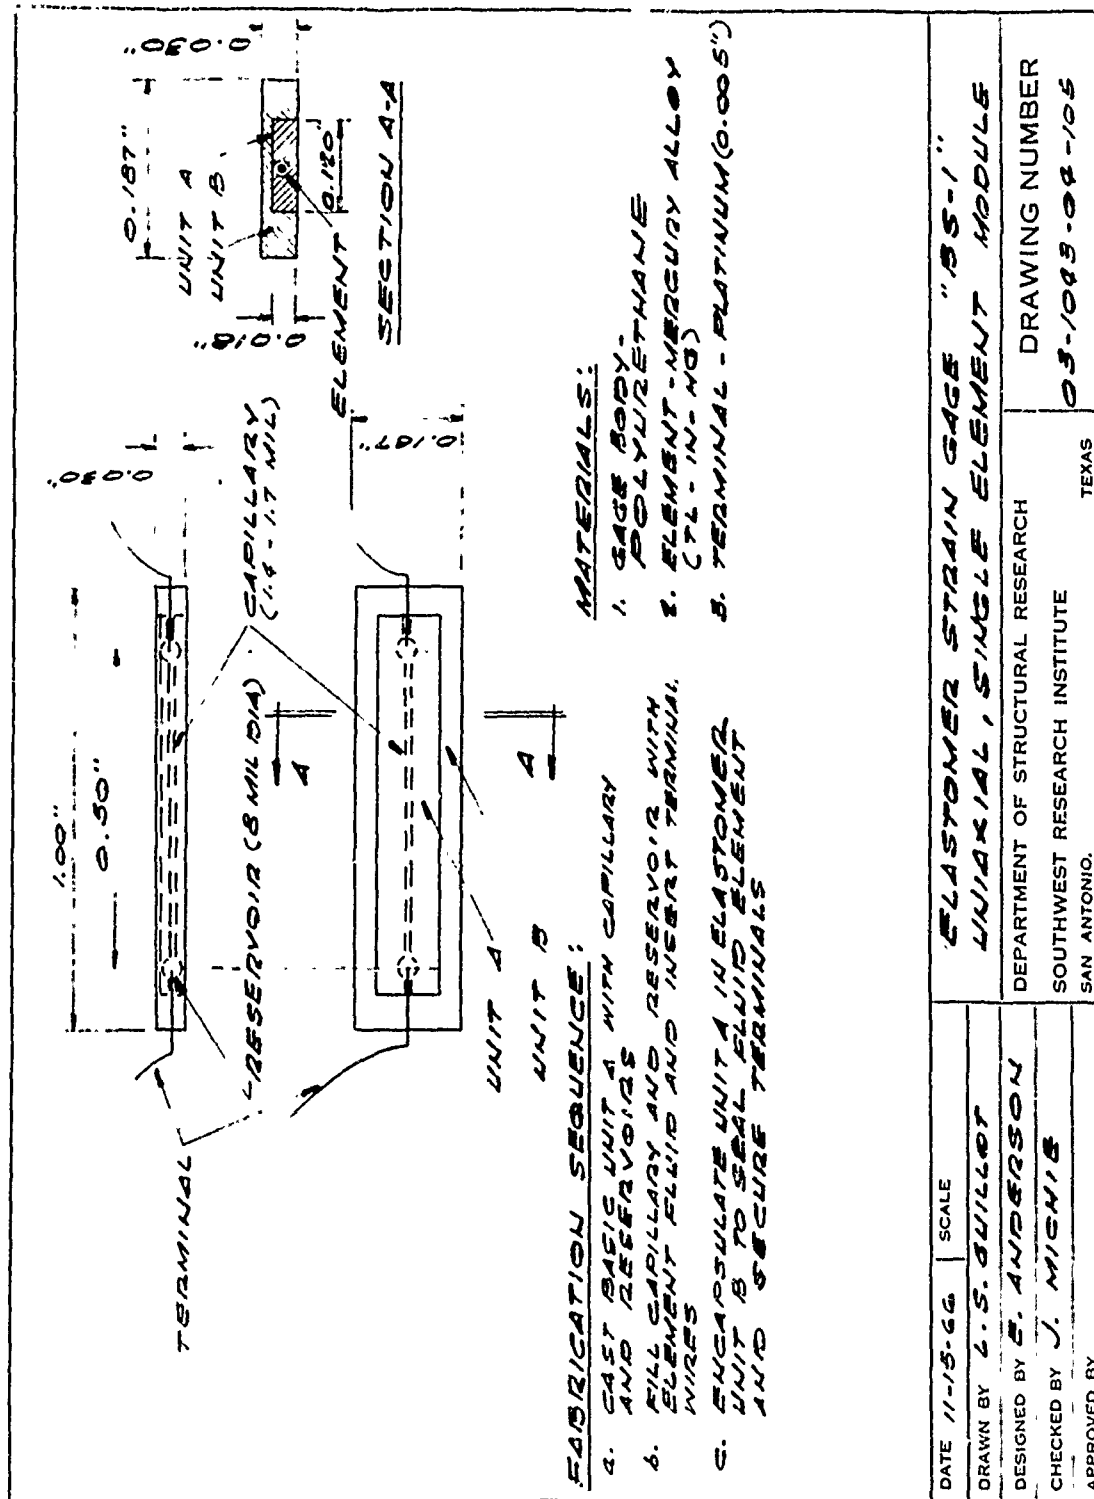 1.00"
0.50"
0.030"
RESERVOIR (8 MIL DIA)
CAPILLARY
(1.4 - 1.7 MIL)
TERMINAL
0.187"
A
A
UNIT A
UNIT B
0.187"
0.030"
UNIT A
UNIT B
0.018"
0.120"
ELEMENT
SECTION A-A
FABRICATION SEQUENCE:
a. CAST BASIC UNIT A WITH CAPILLARY
AND RESERVOIRS
b. FILL CAPILLARY AND RESERVOIR WITH
ELEMENT FLUID AND INSERT TERMINAL
WIRES
c. ENCAPSULATE UNIT A IN ELASTOMER
UNIT B TO SEAL FLUID ELEMENT
AND SECURE TERMINALS
MATERIALS:
1. GAGE BODY-
POLYURETHANE
2. ELEMENT-MERCURY ALLOY
(TL-IN-HG)
3. TERMINAL - PLATINUM (0.005")
DATE 11-15-66
SCALE
DRAWN BY L.S. GUILLOT
DESIGNED BY E. ANDERSON
CHECKED BY J. MICHIE
APPROVED BY
ELASTOMER STRAIN GAGE "BS-1"
UNIAXIAL, SINGLE ELEMENT MODULE
DEPARTMENT OF STRUCTURAL RESEARCH
SOUTHWEST RESEARCH INSTITUTE
SAN ANTONIO. TEXAS
DRAWING NUMBER
03-1043-04-105